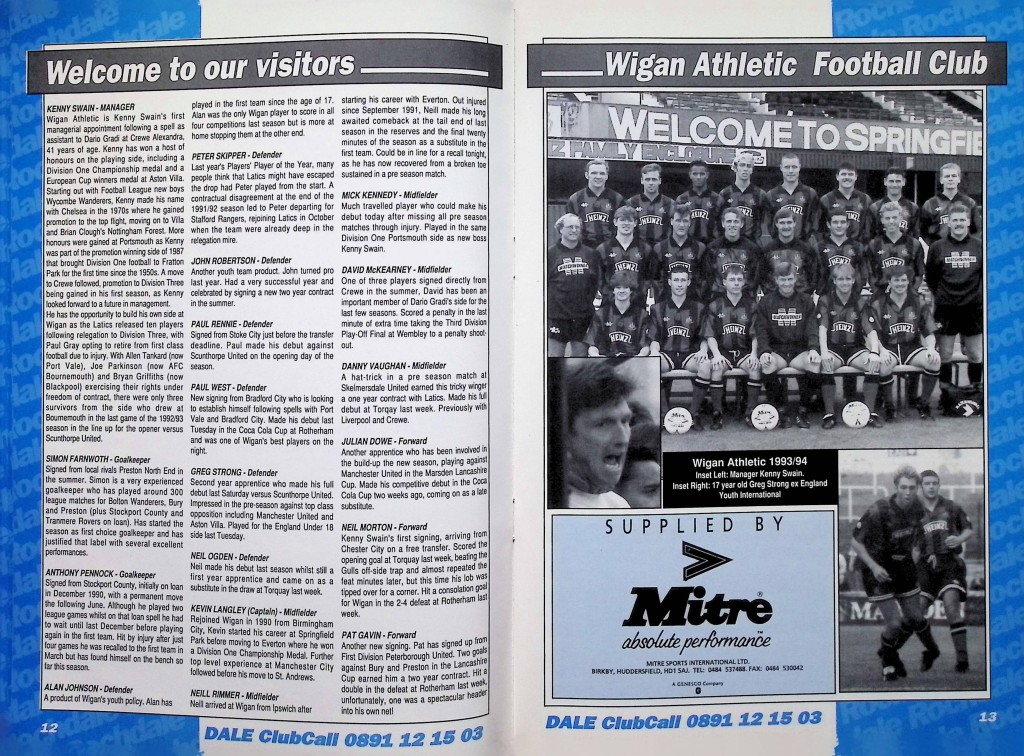 Welcome to our visitors
KENNY SWAIN - MANAGER
Wigan Athletic is Kenny Swain's first
managerial appointment following a spell as
assistant to Dario Gradi at Crewe Alexandra,
41 years of age. Kenny has won a host of
honours on the playing side, including a
Division One Championship medal and a
European Cup winners medal at Aston Villa.
Starting out with Football League new boys
Wycombe Wanderers, Kenny made his name
with Chelsea in the 1970s where he gained
promotion to the top flight, moving on to Villa
and Brian Clough's Nottingham Forest. More
honours were gained at Portsmouth as Kenny
was part of the promotion winning side of 1987
that brought Division One football to Fratton
Park for the first time since the 1950s. A move
to Crewe followed, promotion to Division Three
being gained in his first season, as Kenny
looked forward to a future in management.
He has the opportunity to build his own side at
Wigan as the Latics released ten players
following relegation to Division Three, with
Paul Gray opting to retire from first class
football due to injury. With Allen Tankard (now
Port Vale), Joe Parkinson (now AFC
Bournemouth) and Bryan Griffiths (now
Blackpool) exercising their rights under
freedom of contract, there were only three
survivors from the side who drew at
Bournemouth in the last game of the 1992/93
season in the line up for the opener versus
Scunthorpe United.
SIMON FARNWOTH - Goalkeeper
Signed from local rivals Preston North End in
the summer. Simon is a very experienced
goalkeeper who has played around 300
league matches for Bolton Wanderers, Bury
and Preston (plus Stockport County and
Tranmere Rovers on loan). Has started the
season as first choice goalkeeper and has
justified that label with several excellent
performances.
ANTHONY PENNOCK - Goalkeeper
Signed from Stockport County, initially on loan
in December 1990, with a permanent move
the following June. Although he played two
league games whilst on that loan spell he had
to wait until last December before playing
again in the first team. Hit by injury after just
four games he was recalled to the first team in
March but has found himself on the bench so
far this season.
ALAN JOHNSON - Defender
A product of Wigan's youth policy. Alan has
played in the first team since the age of 17.
Alan was the only Wigan player to score in all
four competitions last season but is more at
home stopping them at the other end.
PETER SKIPPER - Defender
Last year's Players' Player of the Year, many
people think that Latics might have escaped
the drop had Peter played from the start. A
contractual disagreement at the end of the
1991/92 season led to Peter departing for
Stafford Rangers, rejoining Latics in October
when the team were already deep in the
relegation mire.
JOHN ROBERTSON - Defender
Another youth team product. John turned pro
last year. Had a very successful year and
celebrated by signing a new two year contract
in the summer.
PAUL RENNIE - Defender
Signed from Stoke City just before the transfer
deadline. Paul made his debut against
Scunthorpe United on the opening day of the
season.
PAUL WEST - Defender
New signing from Bradford City who is looking
to establish himself following spells with Port
Vale and Bradford City. Made his debut last
Tuesday in the Coca Cola Cup at Rotherham
and was one of Wigan's best players on the
night.
GREG STRONG - Defender
Second year apprentice who made his full
debut last Saturday versus Scunthorpe United.
Impressed in the pre-season against top class
opposition including Manchester United and
Aston Villa. Played for the England Under 18
side last Tuesday.
NEIL OGDEN - Defender
Neil made his debut last season whilst still a
first year apprentice and came on as a
substitute in the draw at Torquay last week.
KEVIN LANGLEY (Captain) - Midfielder
Rejoined Wigan in 1990 from Birmingham
City, Kevin started his career at Springfield
Park before moving to Everton where he won
a Division One Championship Medal. Further
top level experience at Manchester City
followed before his move to St. Andrews.
NEILL RIMMER - Midfielder
Neill arrived at Wigan from Ipswich after
starting his career with Everton. Out injured
since September 1991, Neill made his long
awaited comeback at the tail end of last
season in the reserves and the final twenty
minutes of the season as a substitute in the
first team. Could be in line for a recall tonight,
as he has now recovered from a broken toe
sustained in a pre season match.
MICK KENNEDY - Midfielder
Much travelled player who could make his
debut today after missing all pre season
matches through injury. Played in the same
Division One Portsmouth side as new boss
Kenny Swain.
DAVID McKEARNEY - Midfielder
One of three players signed directly from
Crewe in the summer, David has been an
important member of Dario Gradi's side for the
last few seasons. Scored a penalty in the last
minute of extra time taking the Third Division
Play-Off Final at Wembley to a penalty shoot-
out.
DANNY VAUGHAN - Midfielder
A hat-trick in a pre season match at
Skelmersdale United earned this tricky winger
a one year contract with Latics. Made his full
debut at Torqay last week. Previously with
Liverpool and Crewe.
JULIAN DOWE - Forward
Another apprentice who has been involved in
the build-up the new season, playing against
Manchester United in the Marsden Lancashire
Cup. Made his competitive debut in the Coca
Cola Cup two weeks ago, coming on as a late
substitute.
NEIL MORTON - Forward
Kenny Swain's first signing, arriving from
Chester City on a free transfer. Scored the
opening goal at Torquay last week, beating the
Gulls off-side trap and almost repeated the
feat minutes later, but this time his lob was
tipped over for a corner. Hit a consolation goal
for Wigan in the 2-4 defeat at Rotherham last
week.
PAT GAVIN - Forward
Another new signing. Pat has signed up from
First Division Peterborough United. Two goals
against Bury and Preston in the Lancashire
Cup earned him a two year contract. Hit a
double in the defeat at Rotherham last week,
unfortunately, one was a spectacular header
into his own net!
12
DALE ClubCall 0891 12 15 03
Wigan Athletic Football Club
WELCOME TO SPRINGFIE
Z FAMILY ENCLOSURE
HEINZ
Wigan Athletic 1993/94
Inset Left: Manager Kenny Swain.
Inset Right: 17 year old Greg Strong ex England
Youth International
SUPPLIED BY
Mitre®
absolute performance™
MITRE SPORTS INTERNATIONAL LTD.
BIRKBY, HUDDERSFIELD, HD1 5AJ. TEL: 0484 537488. FAX: 0484 530042
A GENESCO Company
DALE ClubCall 0891 12 15 03
13